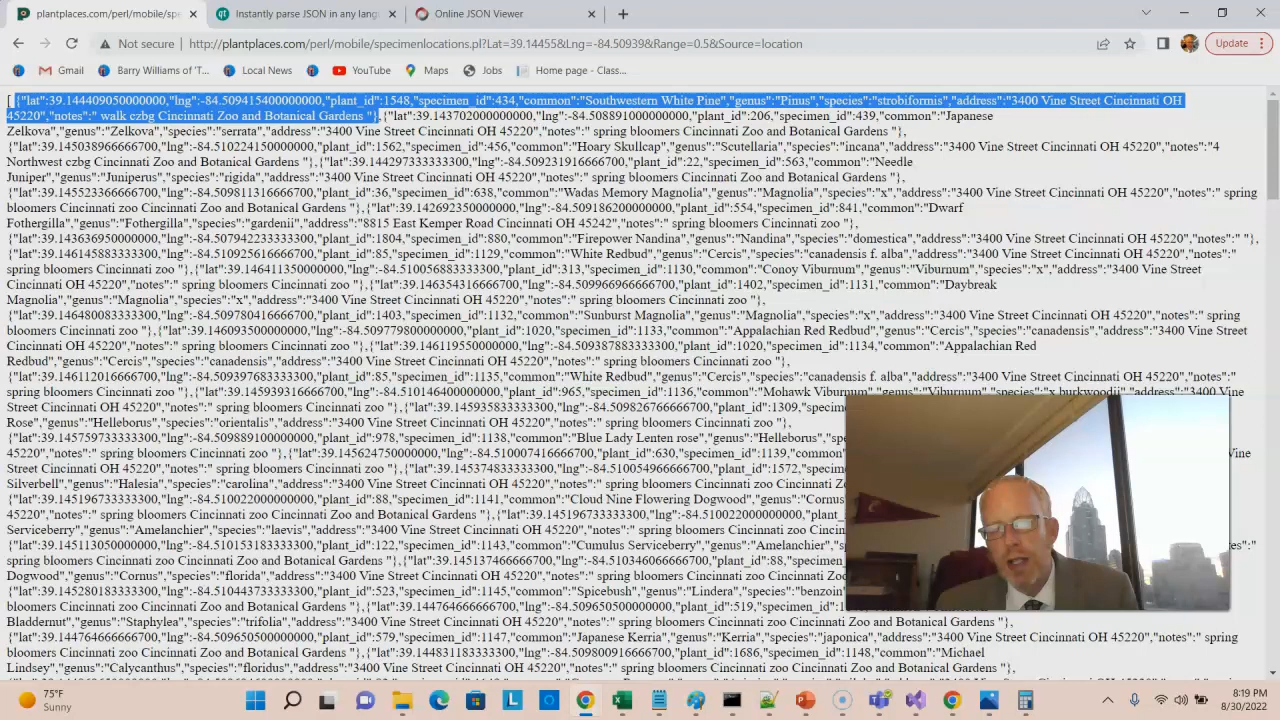 plantplaces.com/perl/mobile/spe
Instantly parse JSON in any lang
Online JSON Viewer
Not secure
http://plantplaces.com/perl/mobile/specimenlocations.pl?Lat=39.14455&Lng=-84.50939&Range=0.5&Source=location
Update
Gmail
Barry Williams of 'T...
Local News
YouTube
Maps
Jobs
Home page - Class...
[ {"lat":39.144409050000000,"lng":-84.509415400000000,"plant_id":1548,"specimen_id":434,"common":"Southwestern White Pine","genus":"Pinus","species":"strobiformis","address":"3400 Vine Street Cincinnati OH
45220","notes":" walk czbg Cincinnati Zoo and Botanical Gardens "},{"lat":39.143702000000000,"lng":-84.508891000000000,"plant_id":206,"specimen_id":439,"common":"Japanese
Zelkova","genus":"Zelkova","species":"serrata","address":"3400 Vine Street Cincinnati OH 45220","notes":" spring bloomers Cincinnati Zoo and Botanical Gardens "},
{"lat":39.145038966666700,"lng":-84.510224150000000,"plant_id":1562,"specimen_id":456,"common":"Hoary Skullcap","genus":"Scutellaria","species":"incana","address":"3400 Vine Street Cincinnati OH 45220","notes":"4
Northwest czbg Cincinnati Zoo and Botanical Gardens "},{"lat":39.144297333333300,"lng":-84.509231916666700,"plant_id":22,"specimen_id":563,"common":"Needle
Juniper","genus":"Juniperus","species":"rigida","address":"3400 Vine Street Cincinnati OH 45220","notes":" spring bloomers Cincinnati Zoo and Botanical Gardens "},
{"lat":39.145523366666700,"lng":-84.509811316666700,"plant_id":36,"specimen_id":638,"common":"Wadas Memory Magnolia","genus":"Magnolia","species":"x","address":"3400 Vine Street Cincinnati OH 45220","notes":" spring
bloomers Cincinnati Zoo and Botanical Gardens "},{"lat":39.142692350000000,"lng":-84.509186200000000,"plant_id":554,"specimen_id":841,"common":"Dwarf
Fothergilla","genus":"Fothergilla","species":"gardenii","address":"8815 East Kemper Road Cincinnati OH 45242","notes":" spring bloomers Cincinnati zoo "},
{"lat":39.143636950000000,"lng":-84.507942233333300,"plant_id":1804,"specimen_id":880,"common":"Firepower Nandina","genus":"Nandina","species":"domestica","address":"3400 Vine Street Cincinnati OH 45220","notes":" "},
{"lat":39.146145883333300,"lng":-84.510925616666700,"plant_id":85,"specimen_id":1129,"common":"White Redbud","genus":"Cercis","species":"canadensis f. alba","address":"3400 Vine Street Cincinnati OH 45220","notes":"
spring bloomers Cincinnati zoo "},{"lat":39.146411350000000,"lng":-84.510056883333300,"plant_id":313,"specimen_id":1130,"common":"Conoy Viburnum","genus":"Viburnum","species":"x","address":"3400 Vine Street
Cincinnati OH 45220","notes":" spring bloomers Cincinnati zoo "},{"lat":39.146354316666700,"lng":-84.509966966666700,"plant_id":1402,"specimen_id":1131,"common":"Daybreak
Magnolia","genus":"Magnolia","species":"x","address":"3400 Vine Street Cincinnati OH 45220","notes":" spring bloomers Cincinnati zoo "},
{"lat":39.146480083333300,"lng":-84.509780416666700,"plant_id":1403,"specimen_id":1132,"common":"Sunburst Magnolia","genus":"Magnolia","species":"x","address":"3400 Vine Street Cincinnati OH 45220","notes":" spring
bloomers Cincinnati zoo "},{"lat":39.146093500000000,"lng":-84.509779800000000,"plant_id":1020,"specimen_id":1133,"common":"Appalachian Red Redbud","genus":"Cercis","species":"canadensis","address":"3400 Vine Street
Cincinnati OH 45220","notes":" spring bloomers Cincinnati zoo "},{"lat":39.146119550000000,"lng":-84.509387883333300,"plant_id":1020,"specimen_id":1134,"common":"Appalachian Red
Redbud","genus":"Cercis","species":"canadensis","address":"3400 Vine Street Cincinnati OH 45220","notes":" spring bloomers Cincinnati zoo "},
{"lat":39.146112016666700,"lng":-84.509397683333300,"plant_id":85,"specimen_id":1135,"common":"White Redbud","genus":"Cercis","species":"canadensis f. alba","address":"3400 Vine Street Cincinnati OH 45220","notes":"
spring bloomers Cincinnati zoo "},{"lat":39.145939316666700,"lng":-84.510146400000000,"plant_id":965,"specimen_id":1136,"common":"Mohawk Viburnum","genus":"Viburnum","species":"x burkwoodii","address":"3400 Vine
Street Cincinnati OH 45220","notes":" spring bloomers Cincinnati zoo "},{"lat":39.145935833333300,"lng":-84.509826766666700,"plant_id":1309,
Rose","genus":"Helleborus","species":"orientalis","address":"3400 Vine Street Cincinnati OH 45220","notes":" spring bloomers Cincinnati zoo "},
{"lat":39.145759733333300,"lng":-84.509889100000000,"plant_id":978,"specimen_id":1138,"common":"Blue Lady Lenten rose","genus":"Helleborus",
45220","notes":" spring bloomers Cincinnati zoo "},{"lat":39.145624750000000,"lng":-84.510007416666700,"plant_id":630,"specimen_id":1139, Vine
Street Cincinnati OH 45220","notes":" spring bloomers Cincinnati zoo "},{"lat":39.145374833333300,"lng":-84.510054966666700,"plant_id":1572,
Silverbell","genus":"Halesia","species":"carolina","address":"3400 Vine Street Cincinnati OH 45220","notes":" spring bloomers Cincinnati Zoo
{"lat":39.145196733333300,"lng":-84.510022000000000,"plant_id":88,"specimen_id":1141,"common":"Cloud Nine Flowering Dogwood","genus":"Cornus
OH 45220","notes":" spring bloomers Cincinnati Zoo and Botanical Gardens "},{"lat":39.145196733333300,"lng":-84.510022000000000,"plant_id":
Serviceberry","genus":"Amelanchier","species":"laevis","address":"3400 Vine Street Cincinnati OH 45220","notes":" spring bloomers Cincinnati zoo Cincinnati
{"lat":39.145113050000000,"lng":-84.510153183333300,"plant_id":122,"specimen_id":1143,"common":"Cumulus Serviceberry","genus":"Amelanchier", :"
spring bloomers Cincinnati zoo Cincinnati Zoo and Botanical Gardens "},{"lat":39.145137466666700,"lng":-84.510346066666700,"plant_id":88,
Dogwood","genus":"Cornus","species":"florida","address":"3400 Vine Street Cincinnati OH 45220","notes":" spring bloomers Cincinnati zoo
{"lat":39.145280183333300,"lng":-84.510443733333300,"plant_id":523,"specimen_id":1145,"common":"Spicebush","genus":"Lindera","species":"benzoin" spring
bloomers Cincinnati zoo Cincinnati Zoo and Botanical Gardens "},{"lat":39.144764666666700,"lng":-84.509650500000000,"plant_id":519,
Bladdernut","genus":"Staphylea","species":"trifolia","address":"3400 Vine Street Cincinnati OH 45220","notes":" spring bloomers Cincinnati Zoo and Botanical Gardens "},
{"lat":39.144764666666700,"lng":-84.509650500000000,"plant_id":579,"specimen_id":1147,"common":"Japanese Kerria","genus":"Kerria","species":"japonica","address":"3400 Vine Street Cincinnati OH 45220","notes":" spring
bloomers Cincinnati Zoo and Botanical Gardens "},{"lat":39.144831183333300,"lng":-84.509800916666700,"plant_id":1686,"specimen_id":1148,"common":"Michael
Lindsey","genus":"Calycanthus","species":"floridus","address":"3400 Vine Street Cincinnati OH 45220","notes":" spring bloomers Cincinnati Zoo and Botanical Gardens "},
75°F
Sunny
8:19 PM
8/30/2022